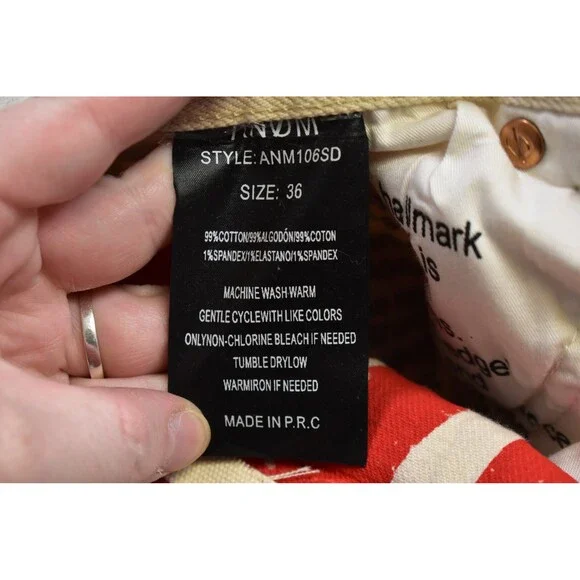 STYLE: ANM106SD
SIZE: 36
99%COTTON/99%ALGODÓN/99%COTON
1%SPANDEX/1%ELASTANO/1%SPANDEX
MACHINE WASH WARM
GENTLE CYCLEWITH LIKE COLORS
ONLYNON-CHLORINE BLEACH IF NEEDED
TUMBLE DRYLOW
WARMIRON IF NEEDED
MADE IN P.R.C
hallmark
is